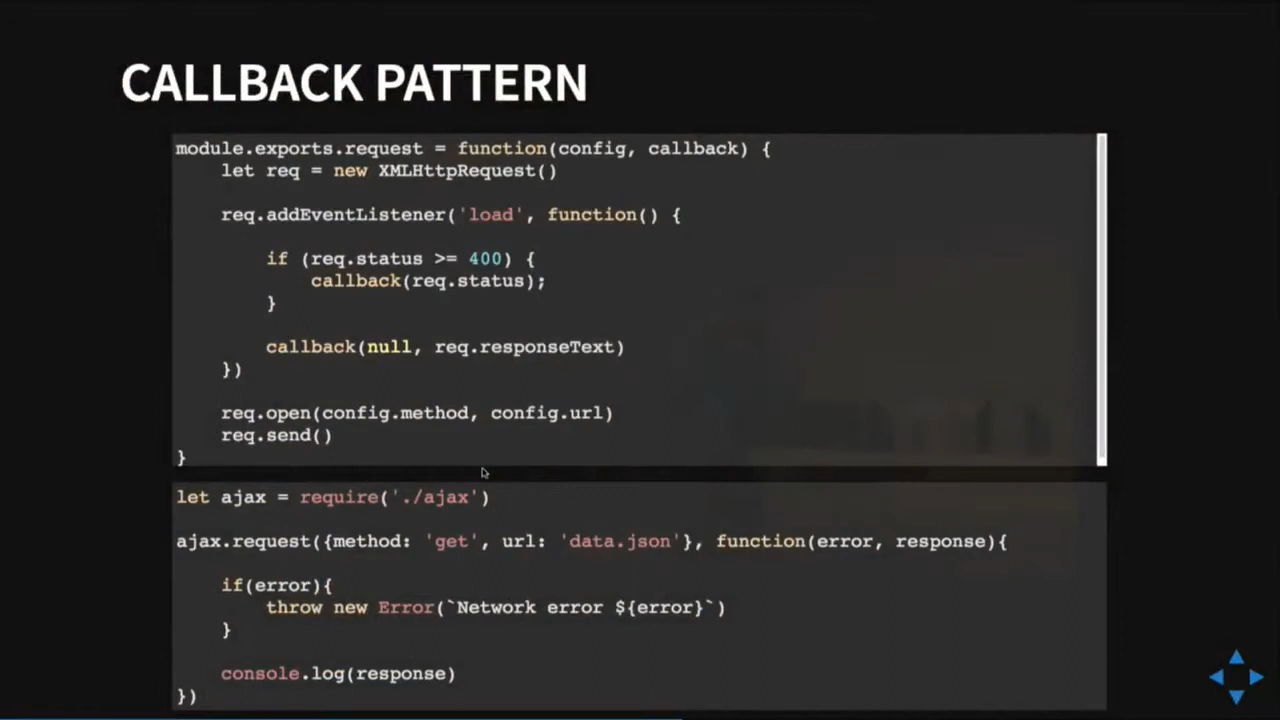 CALLBACK PATTERN
module.exports.request = function(config, callback) {
let req = new XMLHttpRequest()
req.addEventListener('load', function() {
if (req.status >= 400) {
callback(req.status);
}
callback(null, req.responseText)
})
req.open(config.method, config.url)
req.send()
}
let ajax = require('./ajax')
ajax.request({method: 'get', url: 'data.json'}, function(error, response){
if(error){
throw new Error(`Network error ${error}`)
}
console.log(response)
})